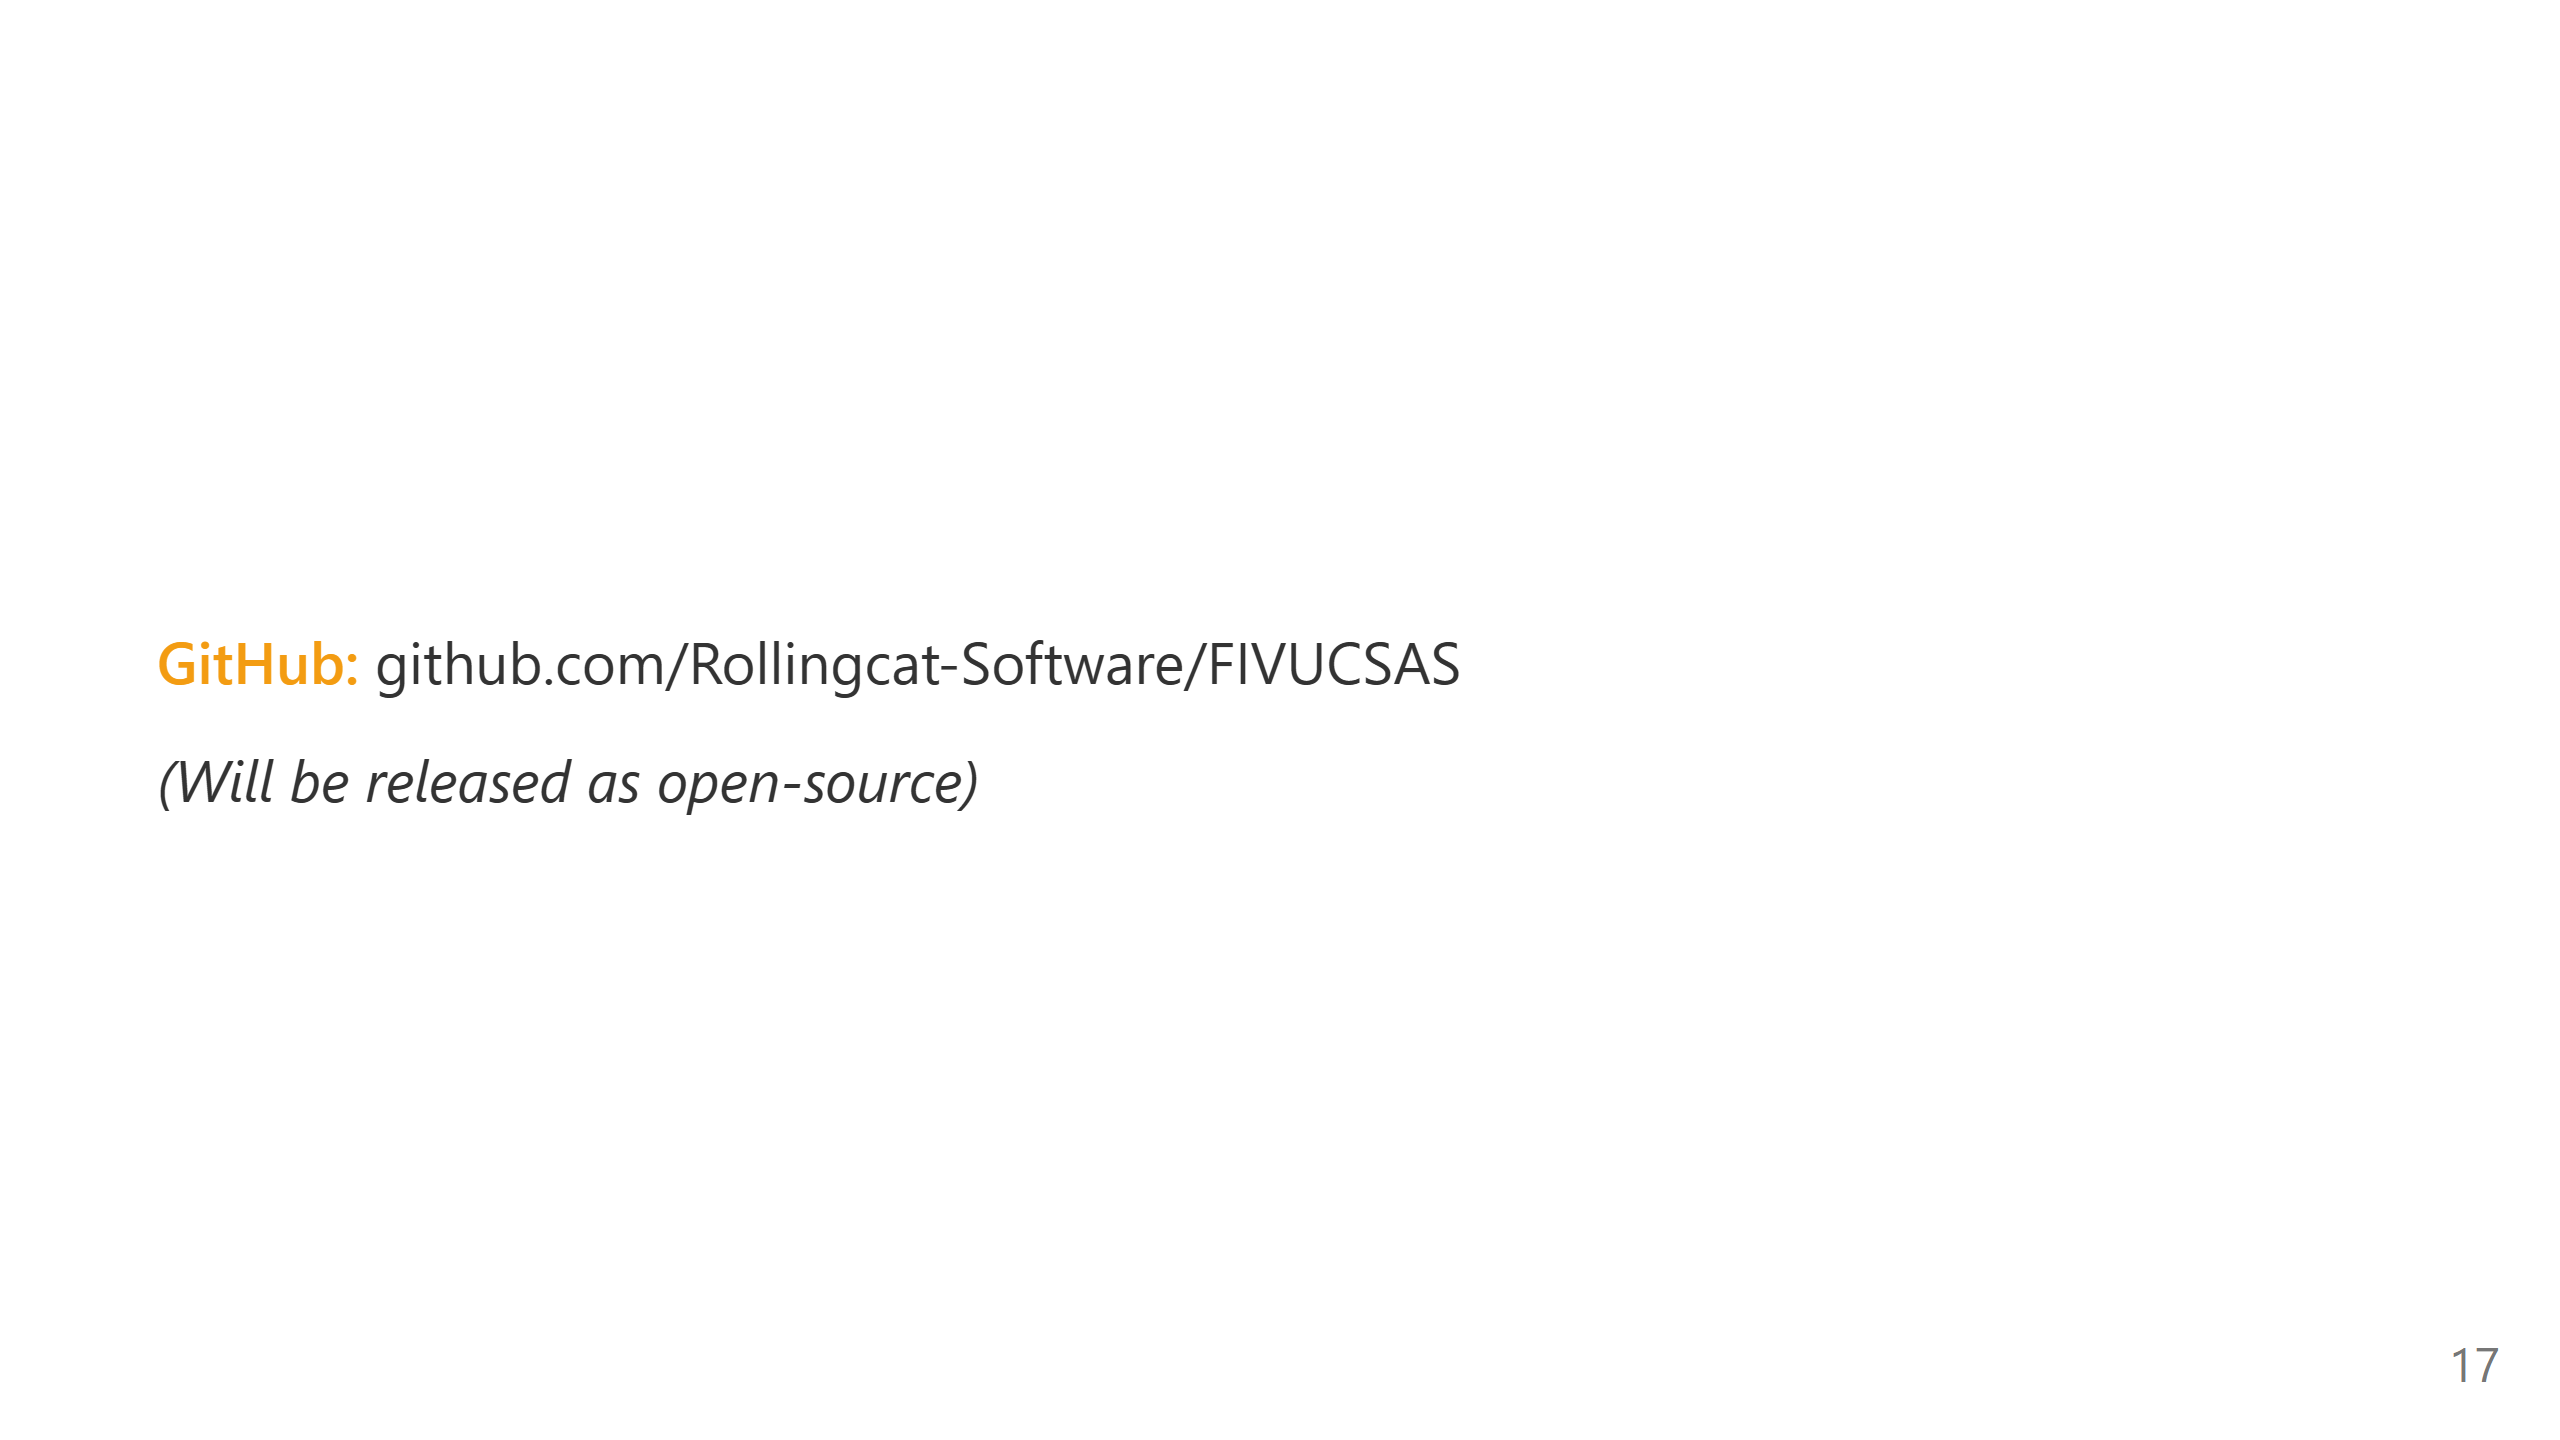 GitHub: github.com/Rollingcat-Software/FIVUCSAS
(Will be released as open-source)
17